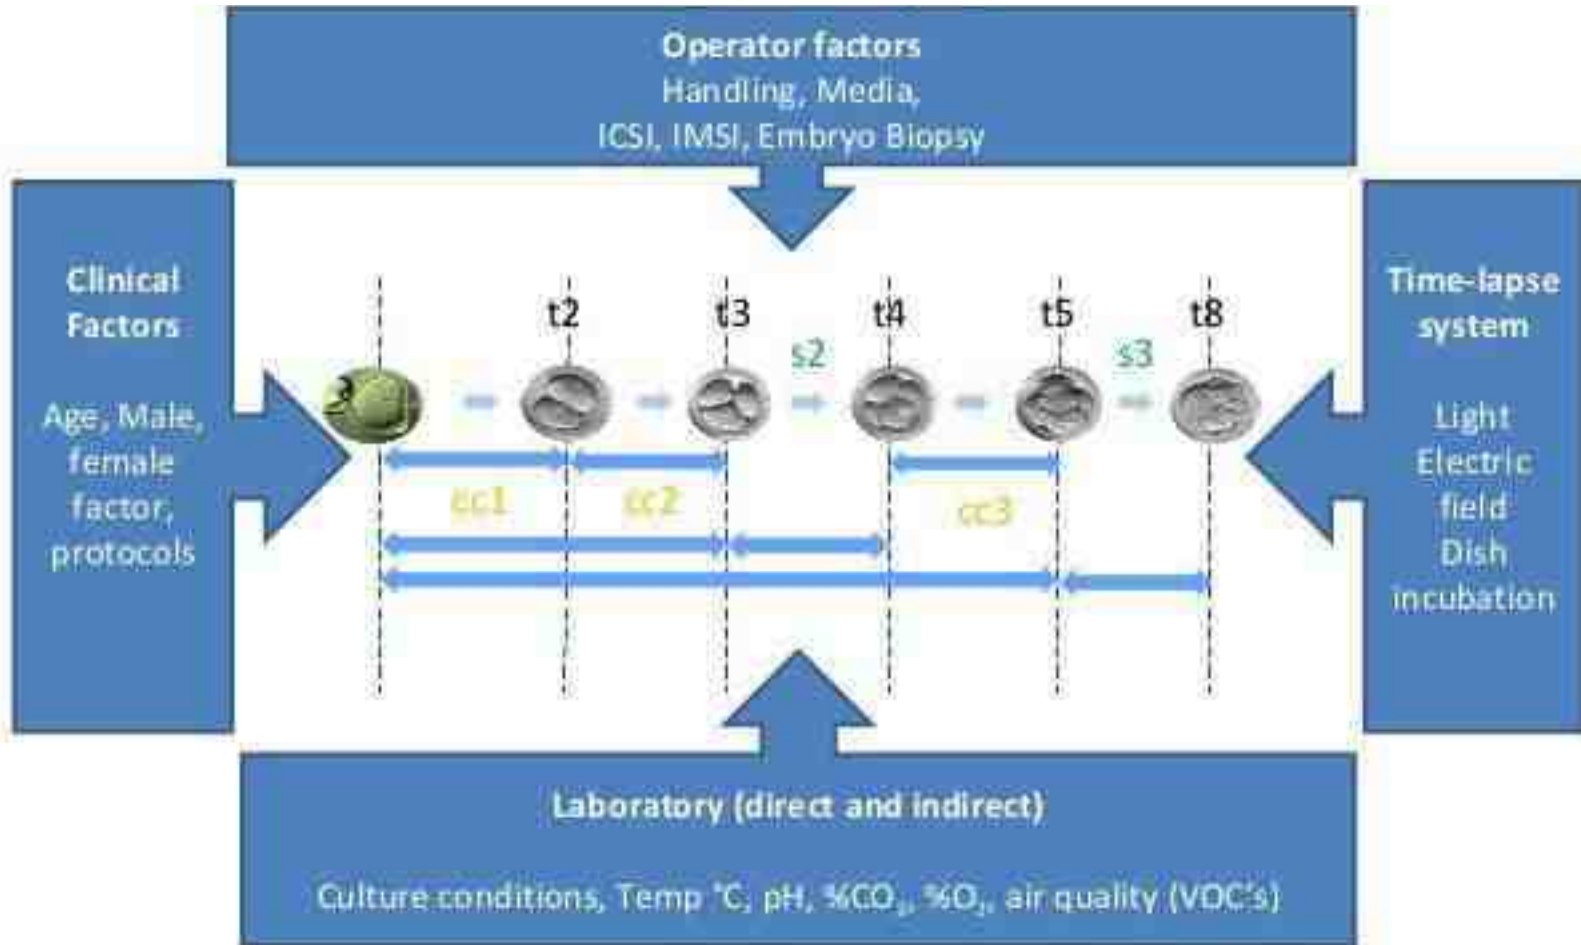 Operator factors
Handling, Media,
ICSI, IMSI, Embryo Biopsy
Clinical
Factors
Age, Male,
female
factor,
protocols
t2
t3
t4
t5
t8
s2
s3
cc1
cc2
cc3
Time-lapse
system
Light
Electric
field
Dish
incubation
Laboratory (direct and indirect)
Culture conditions, Temp °C, pH, %CO₂, %O₂, air quality (VOC's)